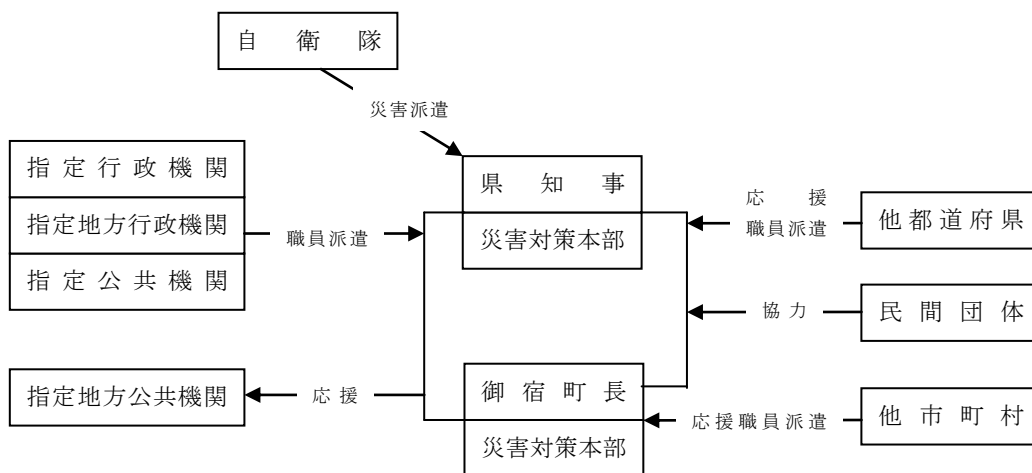 自衛隊
災害派遣
指定行政機関
指定地方行政機関
指定公共機関
職員派遣
県知事
災害対策本部
応援
職員派遣
他都道府県
協力
民間団体
指定地方公共機関
応援
御宿町長
災害対策本部
応援職員派遣
他市町村